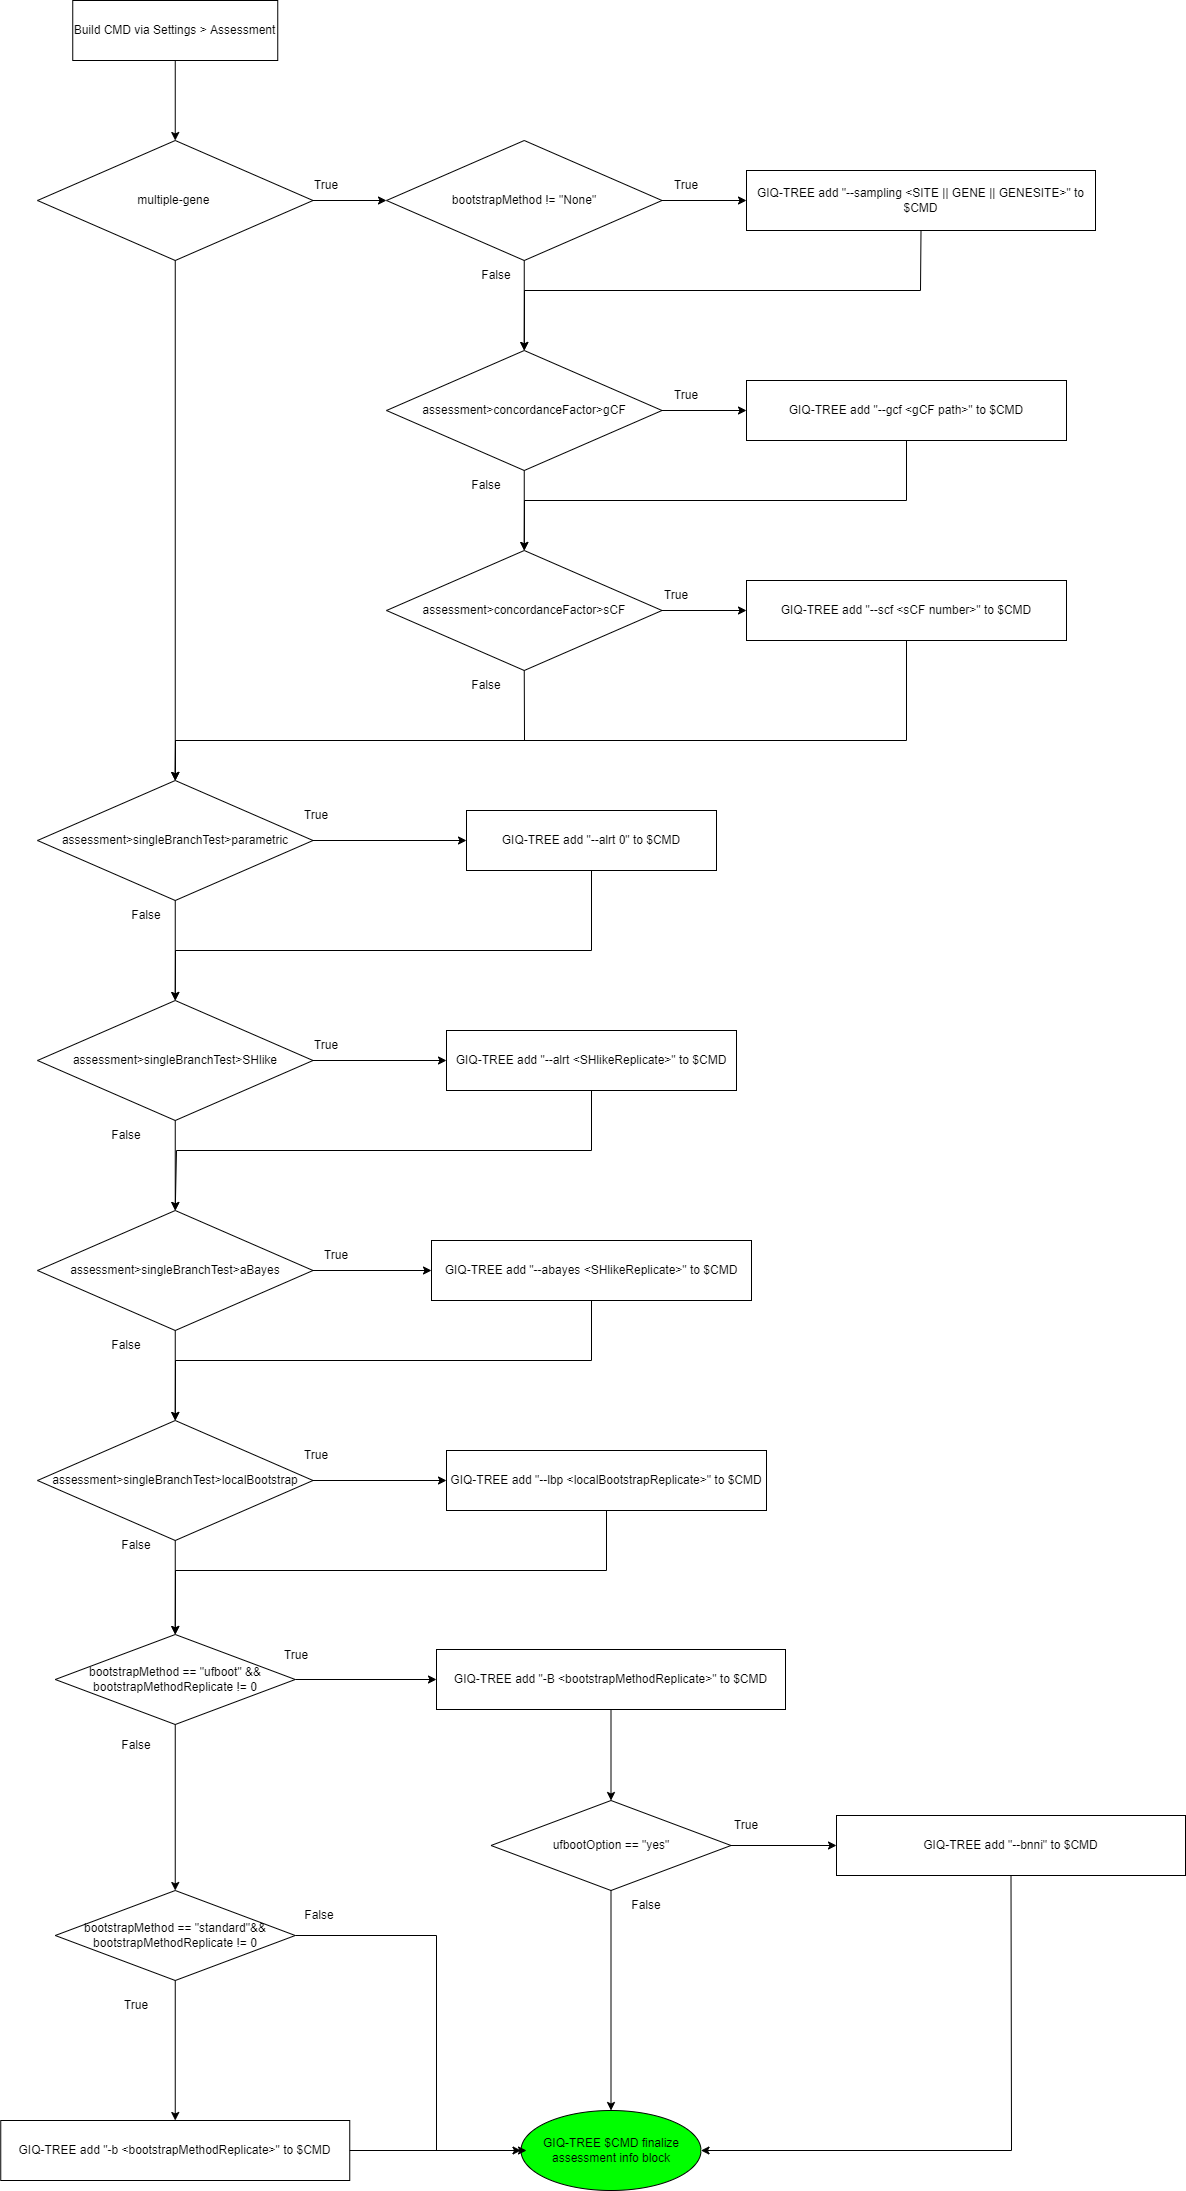 Build CMD via Settings > Assessment
multiple-gene
True
bootstrapMethod != "None"
True
GIQ-TREE add "--sampling <SITE || GENE || GENESITE>" to
$CMD
False
assessment>concordanceFactor>gCF
True
GIQ-TREE add "--gcf <gCF path>" to $CMD
False
assessment>concordanceFactor>sCF
True
GIQ-TREE add "--scf <sCF number>" to $CMD
False
assessment>singleBranchTest>parametric
True
GIQ-TREE add "--alrt 0" to $CMD
False
assessment>singleBranchTest>SHlike
True
GIQ-TREE add "--alrt <SHlikeReplicate>" to $CMD
False
assessment>singleBranchTest>aBayes
True
GIQ-TREE add "--abayes <SHlikeReplicate>" to $CMD
False
assessment>singleBranchTest>localBootstrap
True
GIQ-TREE add "--lbp <localBootstrapReplicate>" to $CMD
False
bootstrapMethod == "ufboot" &&
bootstrapMethodReplicate != 0
True
GIQ-TREE add "-B <bootstrapMethodReplicate>" to $CMD
False
ufbootOption == "yes"
True
GIQ-TREE add "--bnni" to $CMD
False
bootstrapMethod == "standard"&&
bootstrapMethodReplicate != 0
False
True
GIQ-TREE add "-b <bootstrapMethodReplicate>" to $CMD
GIQ-TREE $CMD finalize
assessment info block